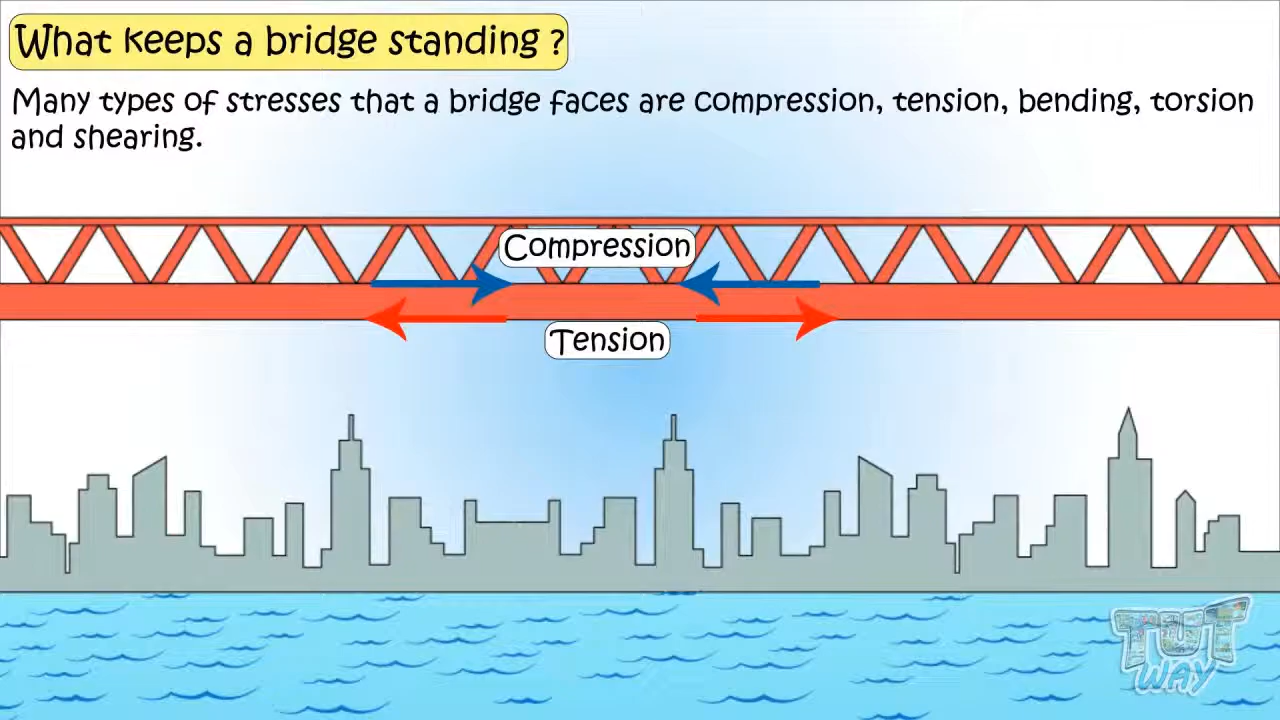 What keeps a bridge standing ?
Many types of stresses that a bridge faces are compression, tension, bending, torsion
and shearing.
Compression
Tension
TUT
WAY